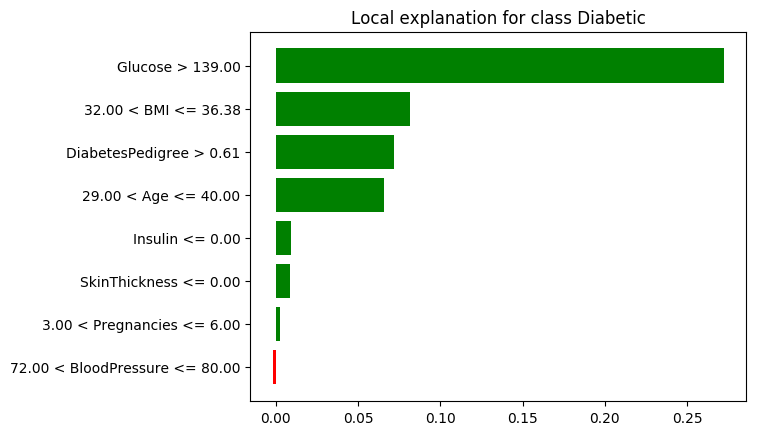 Local explanation for class Diabetic
Glucose > 139.00
32.00 < BMI <= 36.38
DiabetesPedigree > 0.61
29.00 < Age <= 40.00
Insulin <= 0.00
SkinThickness <= 0.00
3.00 < Pregnancies <= 6.00
72.00 < BloodPressure <= 80.00
0.00 0.05 0.10 0.15 0.20 0.25